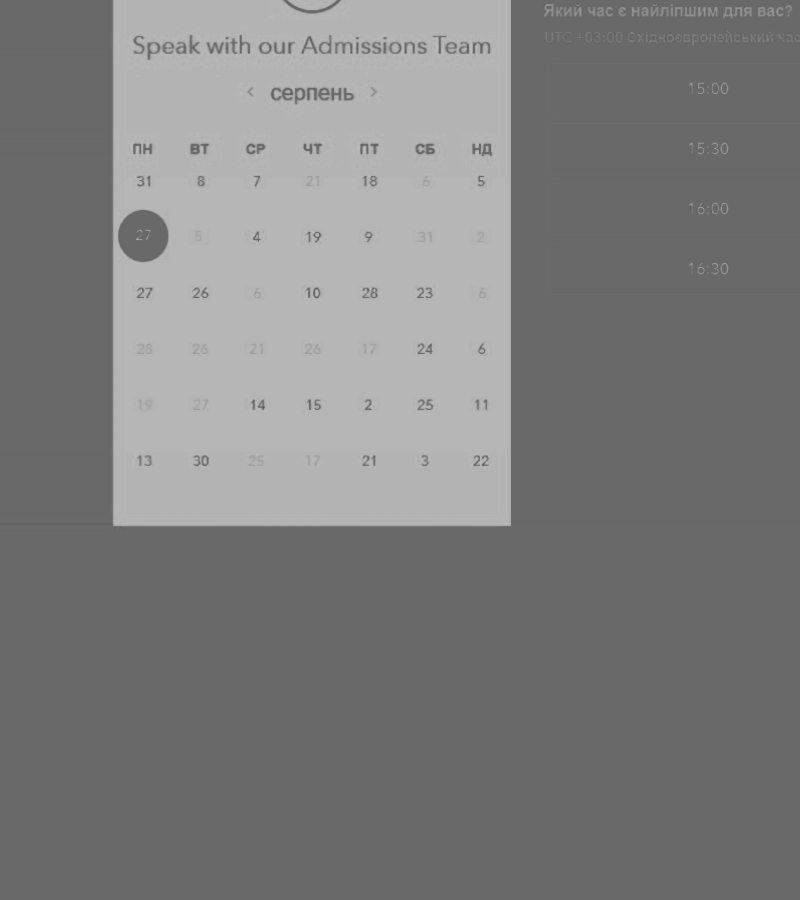 Speak with our Admissions Team
серпень
ПН ВТ СР ЧТ ПТ СБ НД
31 8 7 21 18 6 5
27 5 4 19 9 31 2
27 26 6 10 28 23 6
28 26 21 26 17 24 6
19 27 14 15 2 25 11
13 30 25 17 21 3 22
Який час є найліпшим для вас?
UTC +03:00 Східноєвропейський час
15:00
15:30
16:00
16:30